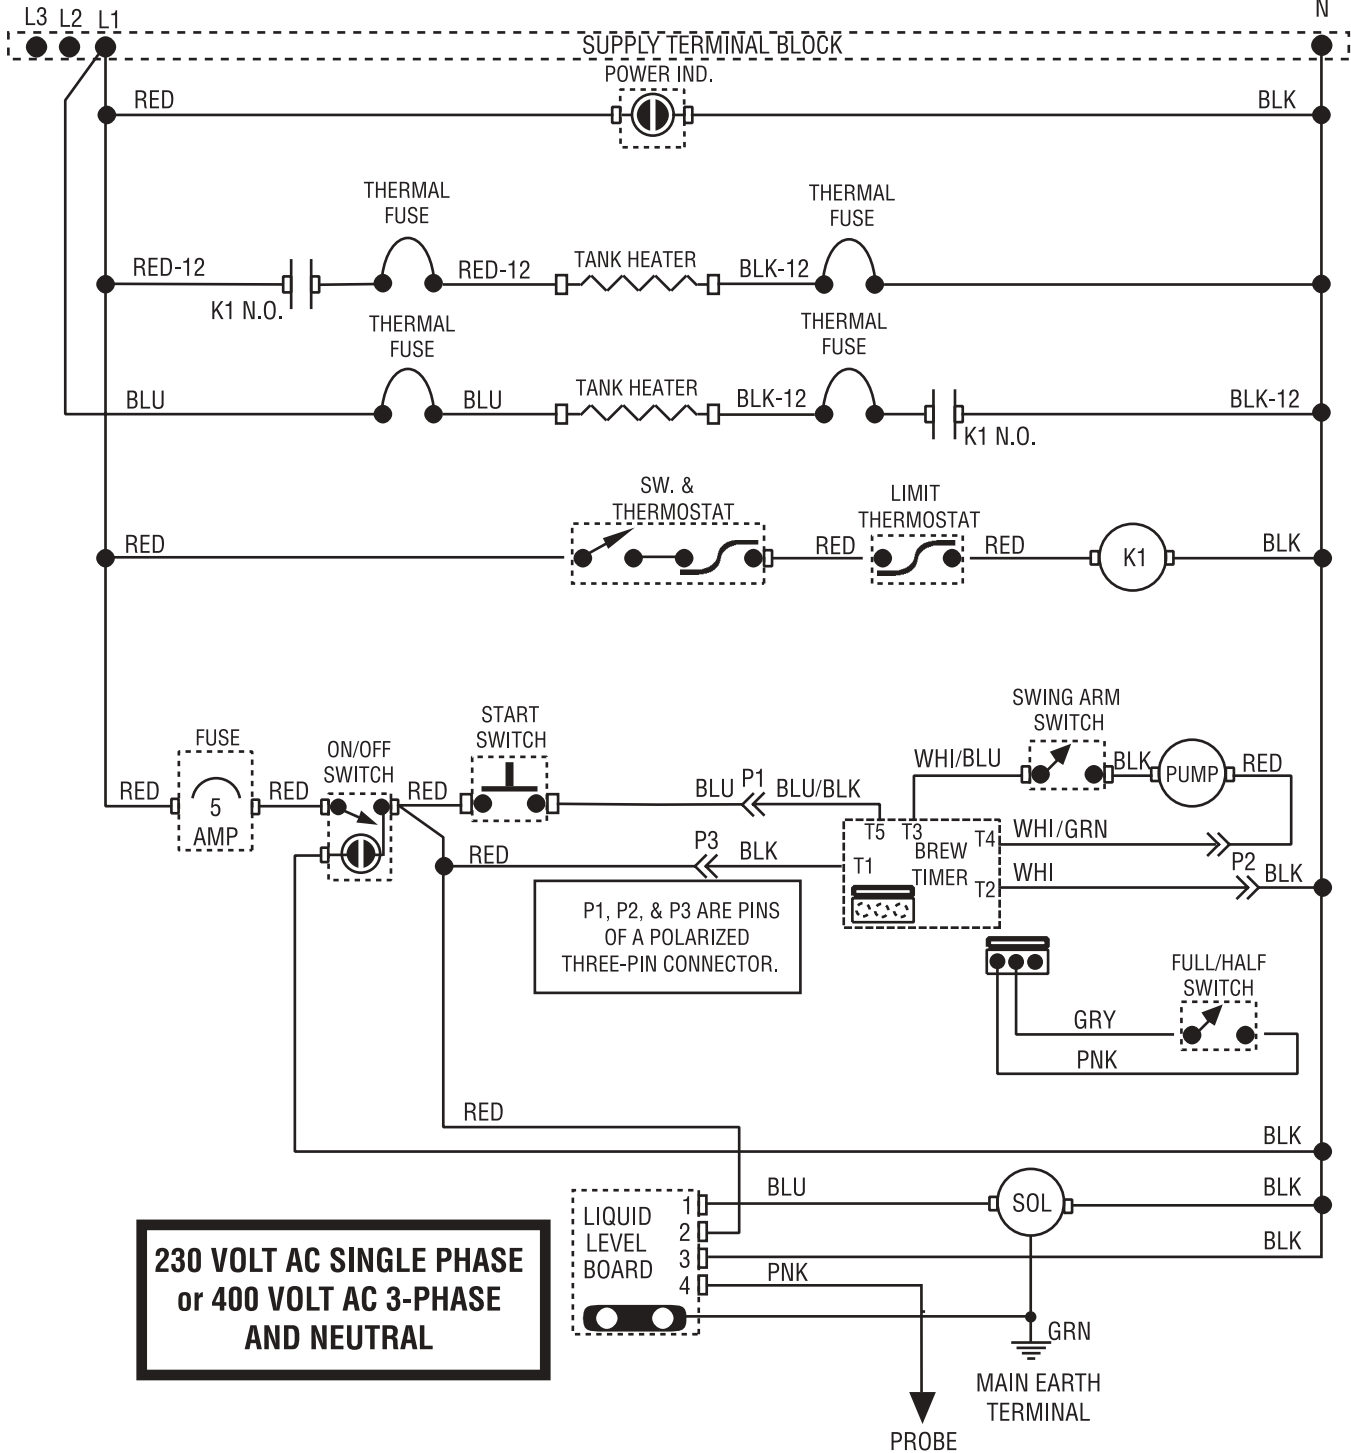 L3 L2 L1 N
SUPPLY TERMINAL BLOCK
POWER IND.
RED BLK
THERMAL
FUSE
THERMAL
FUSE
RED-12 RED-12 TANK HEATER BLK-12
K1 N.O.
THERMAL
FUSE
THERMAL
FUSE
BLU BLU TANK HEATER BLK-12 BLK-12
K1 N.O.
SW. &
THERMOSTAT
LIMIT
THERMOSTAT
RED RED RED K1 BLK
SWING ARM
SWITCH
START
SWITCH
FUSE
ON/OFF
SWITCH
WHI/BLU BLK PUMP RED
RED 5
AMP
RED RED BLU P1 BLU/BLK
T5 T3 T4 WHI/GRN
RED P3 BLK T1 BREW
TIMER T2 WHI P2 BLK
P1, P2, & P3 ARE PINS
OF A POLARIZED
THREE-PIN CONNECTOR.
FULL/HALF
SWITCH
GRY
PNK
RED
BLK
BLU SOL BLK
LIQUID
LEVEL
BOARD
1
2
3
4
BLK
PNK
GRN
MAIN EARTH
TERMINAL
PROBE
230 VOLT AC SINGLE PHASE
or 400 VOLT AC 3-PHASE
AND NEUTRAL